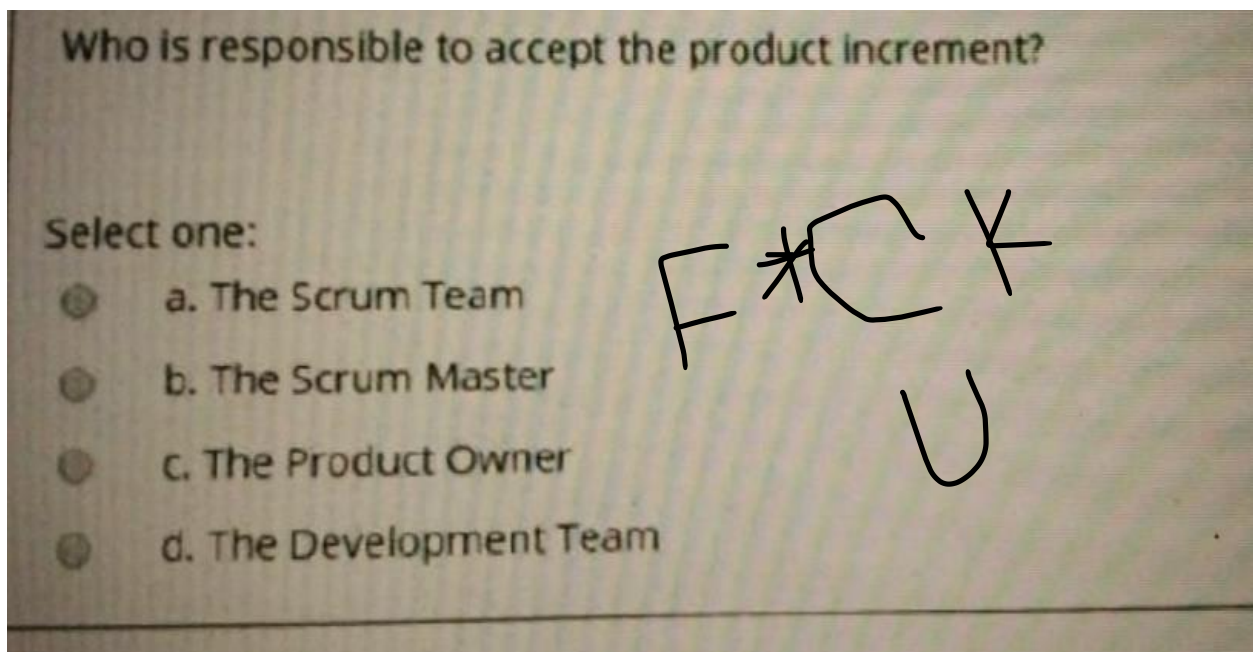 Who is responsible to accept the product increment?
Select one:
a. The Scrum Team
F*CK
b. The Scrum Master
U
c. The Product Owner
d. The Development Team